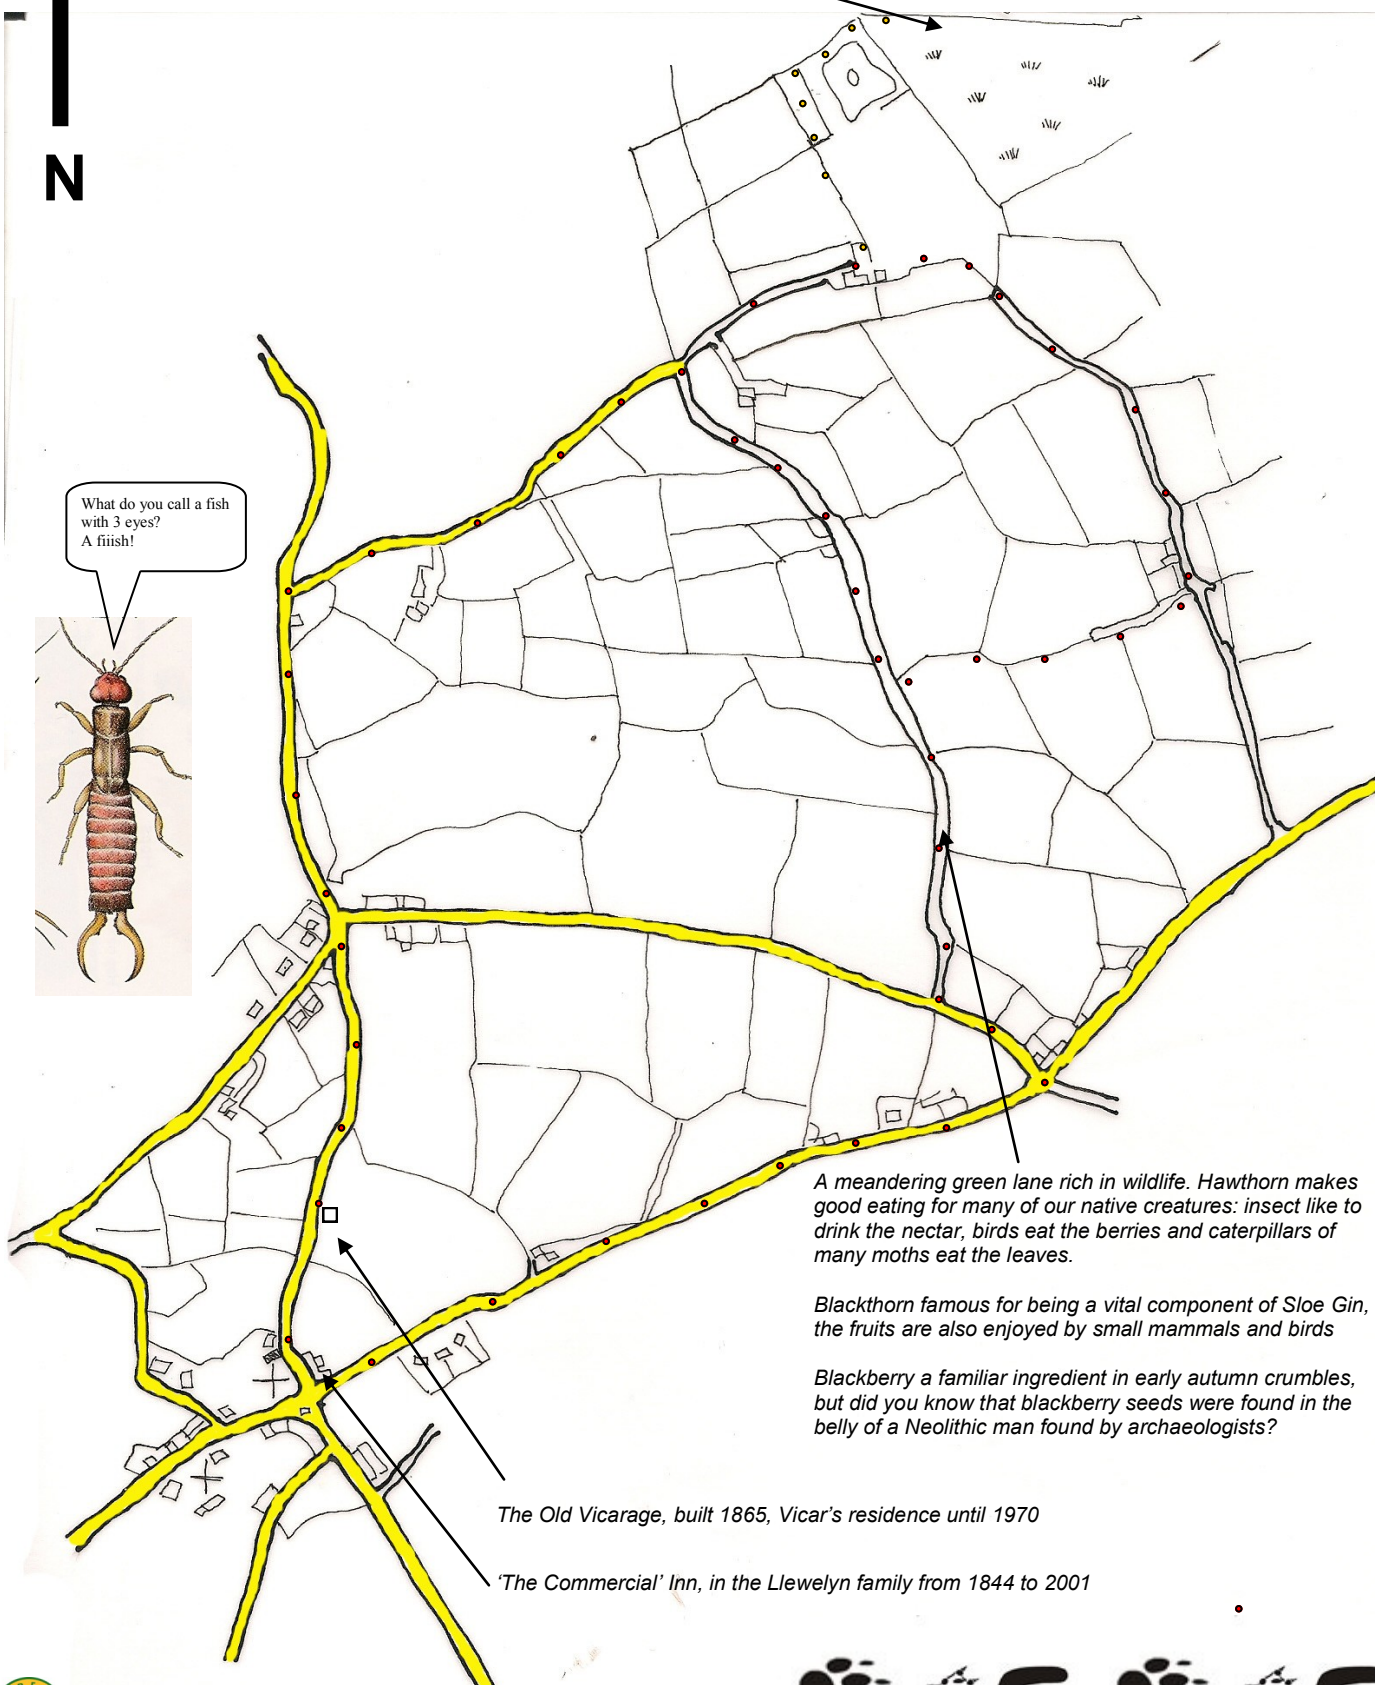 N
What do you call a fish
with 3 eyes?
A fiiish!
A meandering green lane rich in wildlife. Hawthorn makes
good eating for many of our native creatures: insect like to
drink the nectar, birds eat the berries and caterpillars of
many moths eat the leaves.
Blackthorn famous for being a vital component of Sloe Gin,
the fruits are also enjoyed by small mammals and birds
Blackberry a familiar ingredient in early autumn crumbles,
but did you know that blackberry seeds were found in the
belly of a Neolithic man found by archaeologists?
The Old Vicarage, built 1865, Vicar's residence until 1970
‘The Commercial’ Inn, in the Llewelyn family from 1844 to 2001